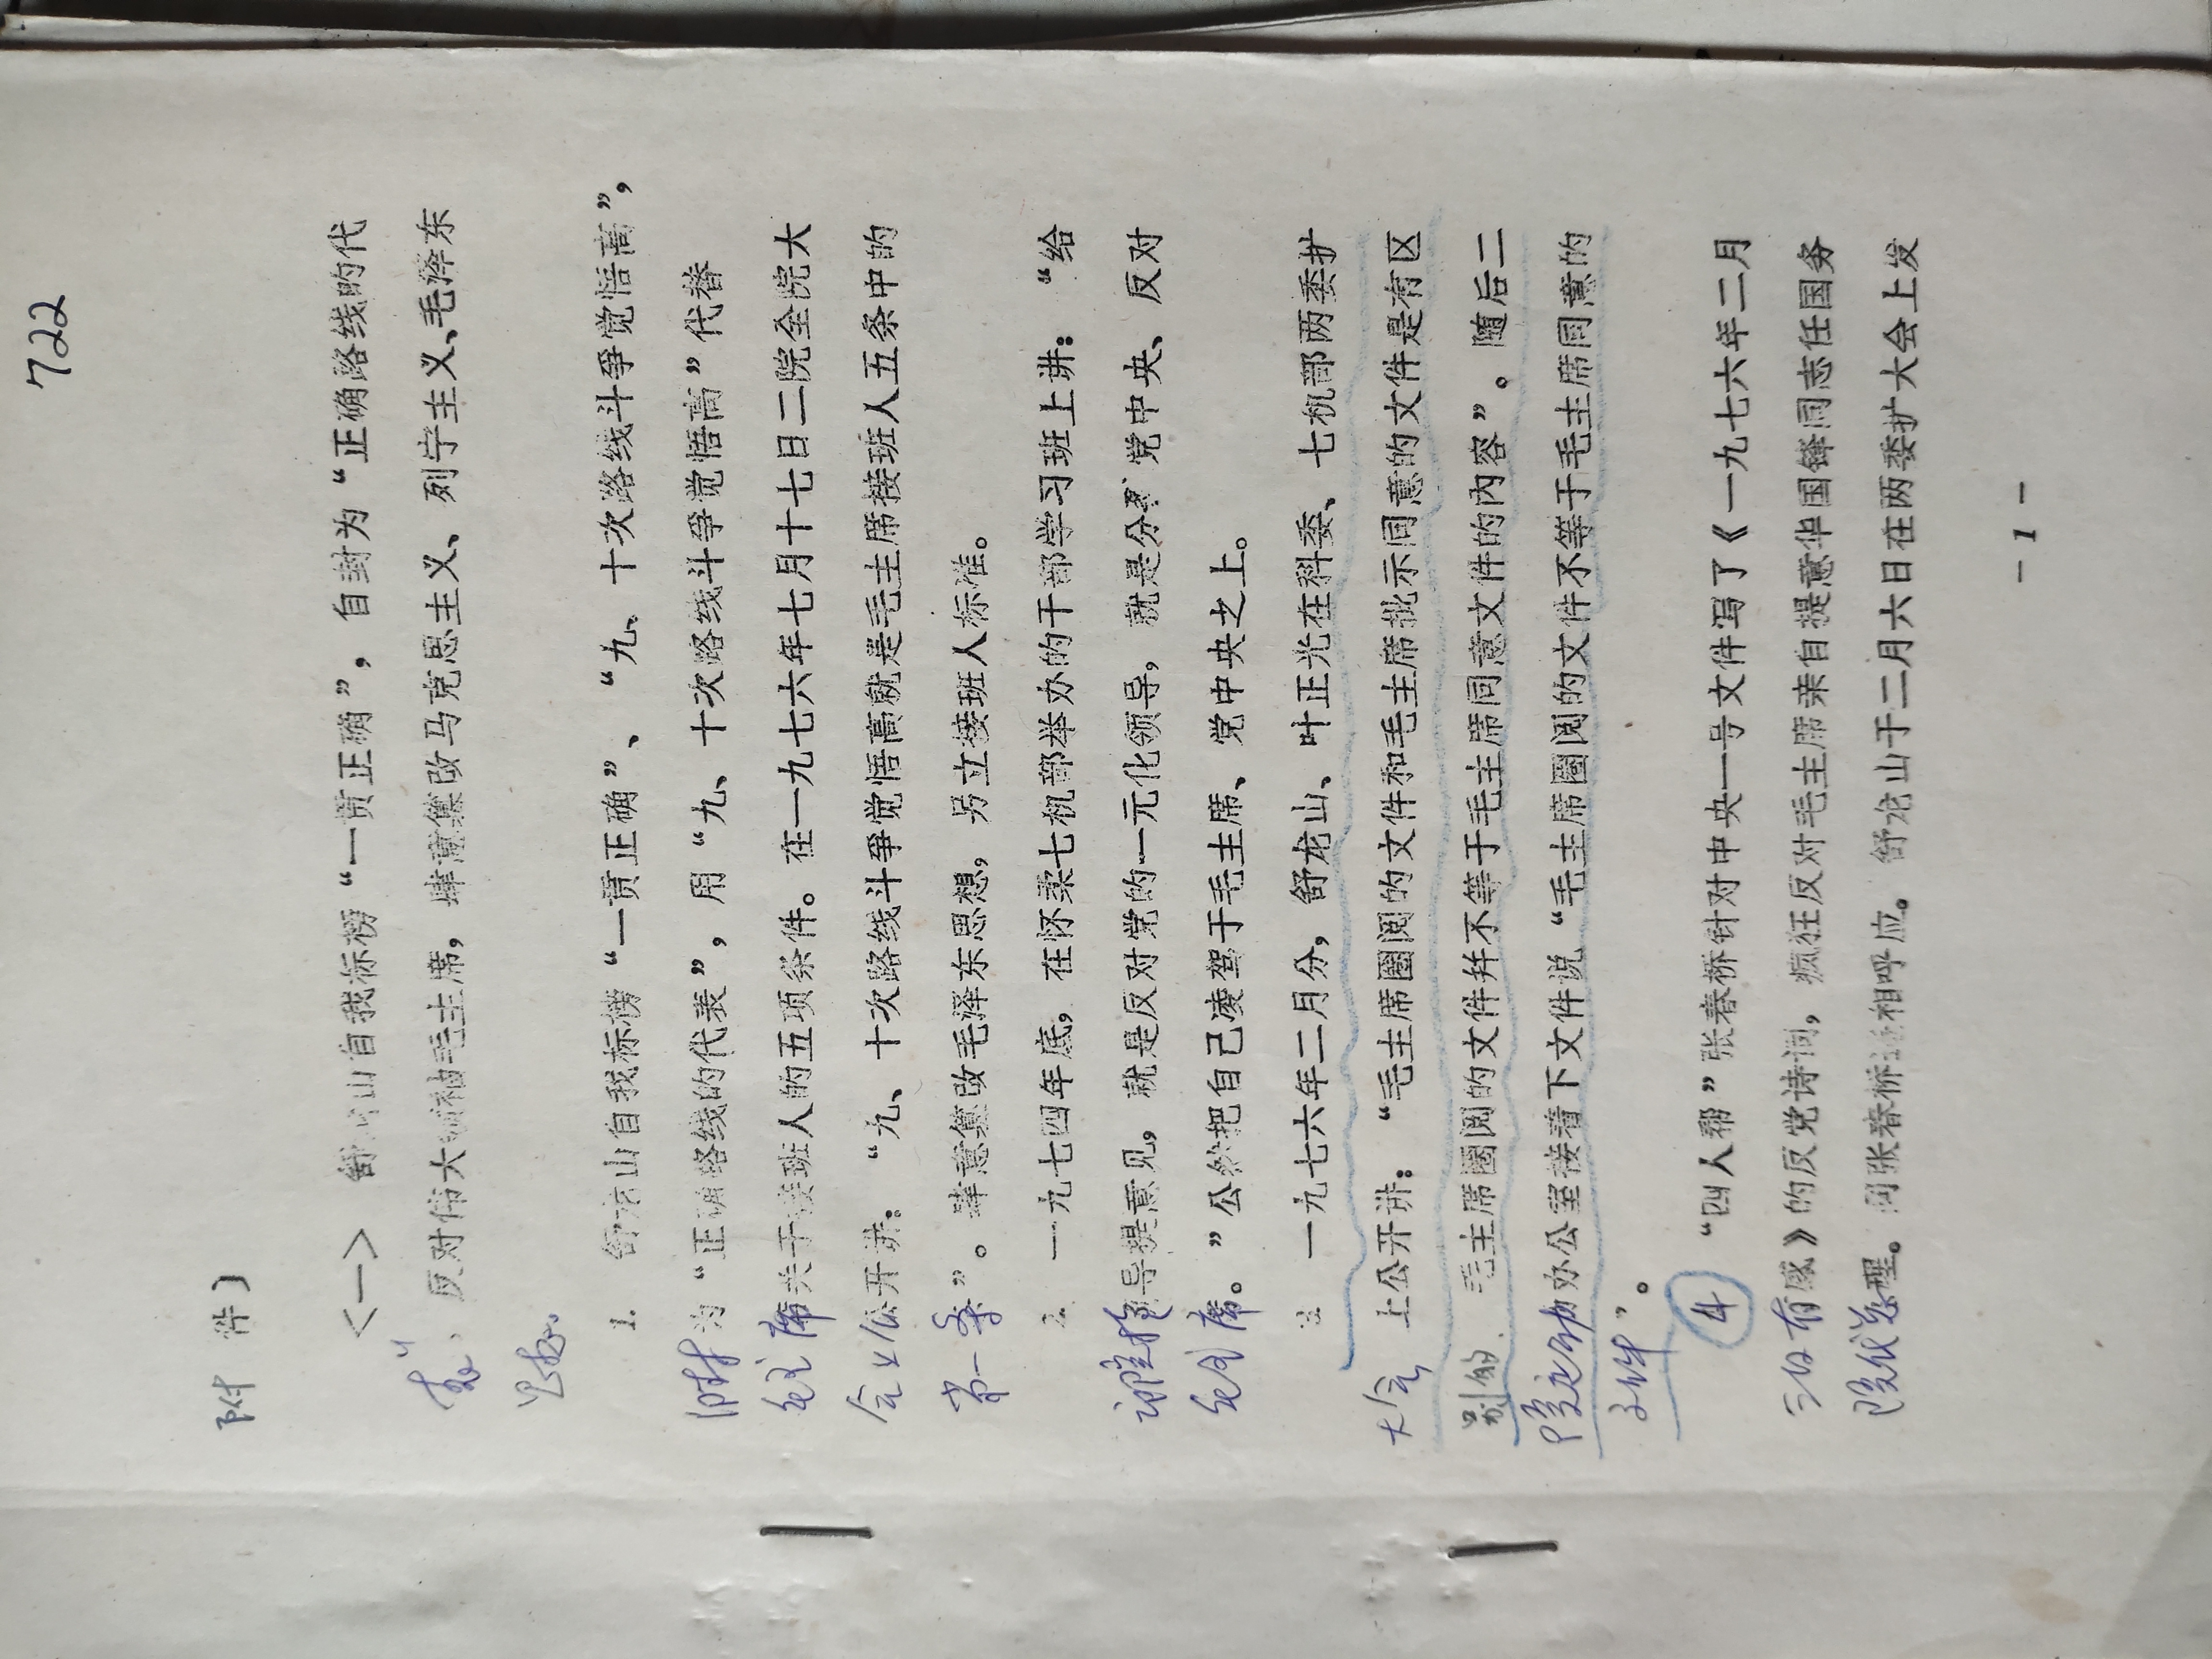 722
附 件〕
<一> 舒龙山自我标榜“一贯正确”，自封为“正确路线的代
表”，反对伟大领袖毛主席，肆意篡改马克思主义、列宁主义、毛泽东
思想。
1. 舒龙山自我标榜“一贯正确”、“九、十次路线斗争觉悟高”，
自封为“正确路线的代表”，用“九、十次路线斗争觉悟高”代替
毛主席关于接班人的五项条件。在一九七六年七月十七日二院全院大
会上公开讲：“九、十次路线斗争觉悟高就是毛主席接班人五条中的
第一条”。肆意篡改毛泽东思想，另立接班人标准。
2. 一九七四年底，在怀柔七机部举办的干部学习班上讲：“给
部院领导提意见，就是反对党的一元化领导，就是分裂党中央、反对
毛主席。”公然把自己凌驾于毛主席、党中央之上。
3. 一九七六年二月分，舒龙山、叶正光在科委、七机部两委扩
大会上公开讲：“毛主席圈阅的文件和毛主席批示同意的文件是有区
别的．毛主席圈阅的文件并不等于毛主席同意文件的内容”。随后二
院运动办公室接着下文件说“毛主席圈阅的文件不等于毛主席同意的
文件”。
4 “四人帮”张春桥针对中央一号文件写了《一九七六年二月
三日有感》的反党诗词，疯狂反对毛主席亲自提意华国锋同志任国务
院代总理。同张春桥遥相呼应。舒龙山于二月六日在两委扩大会上发
－1－